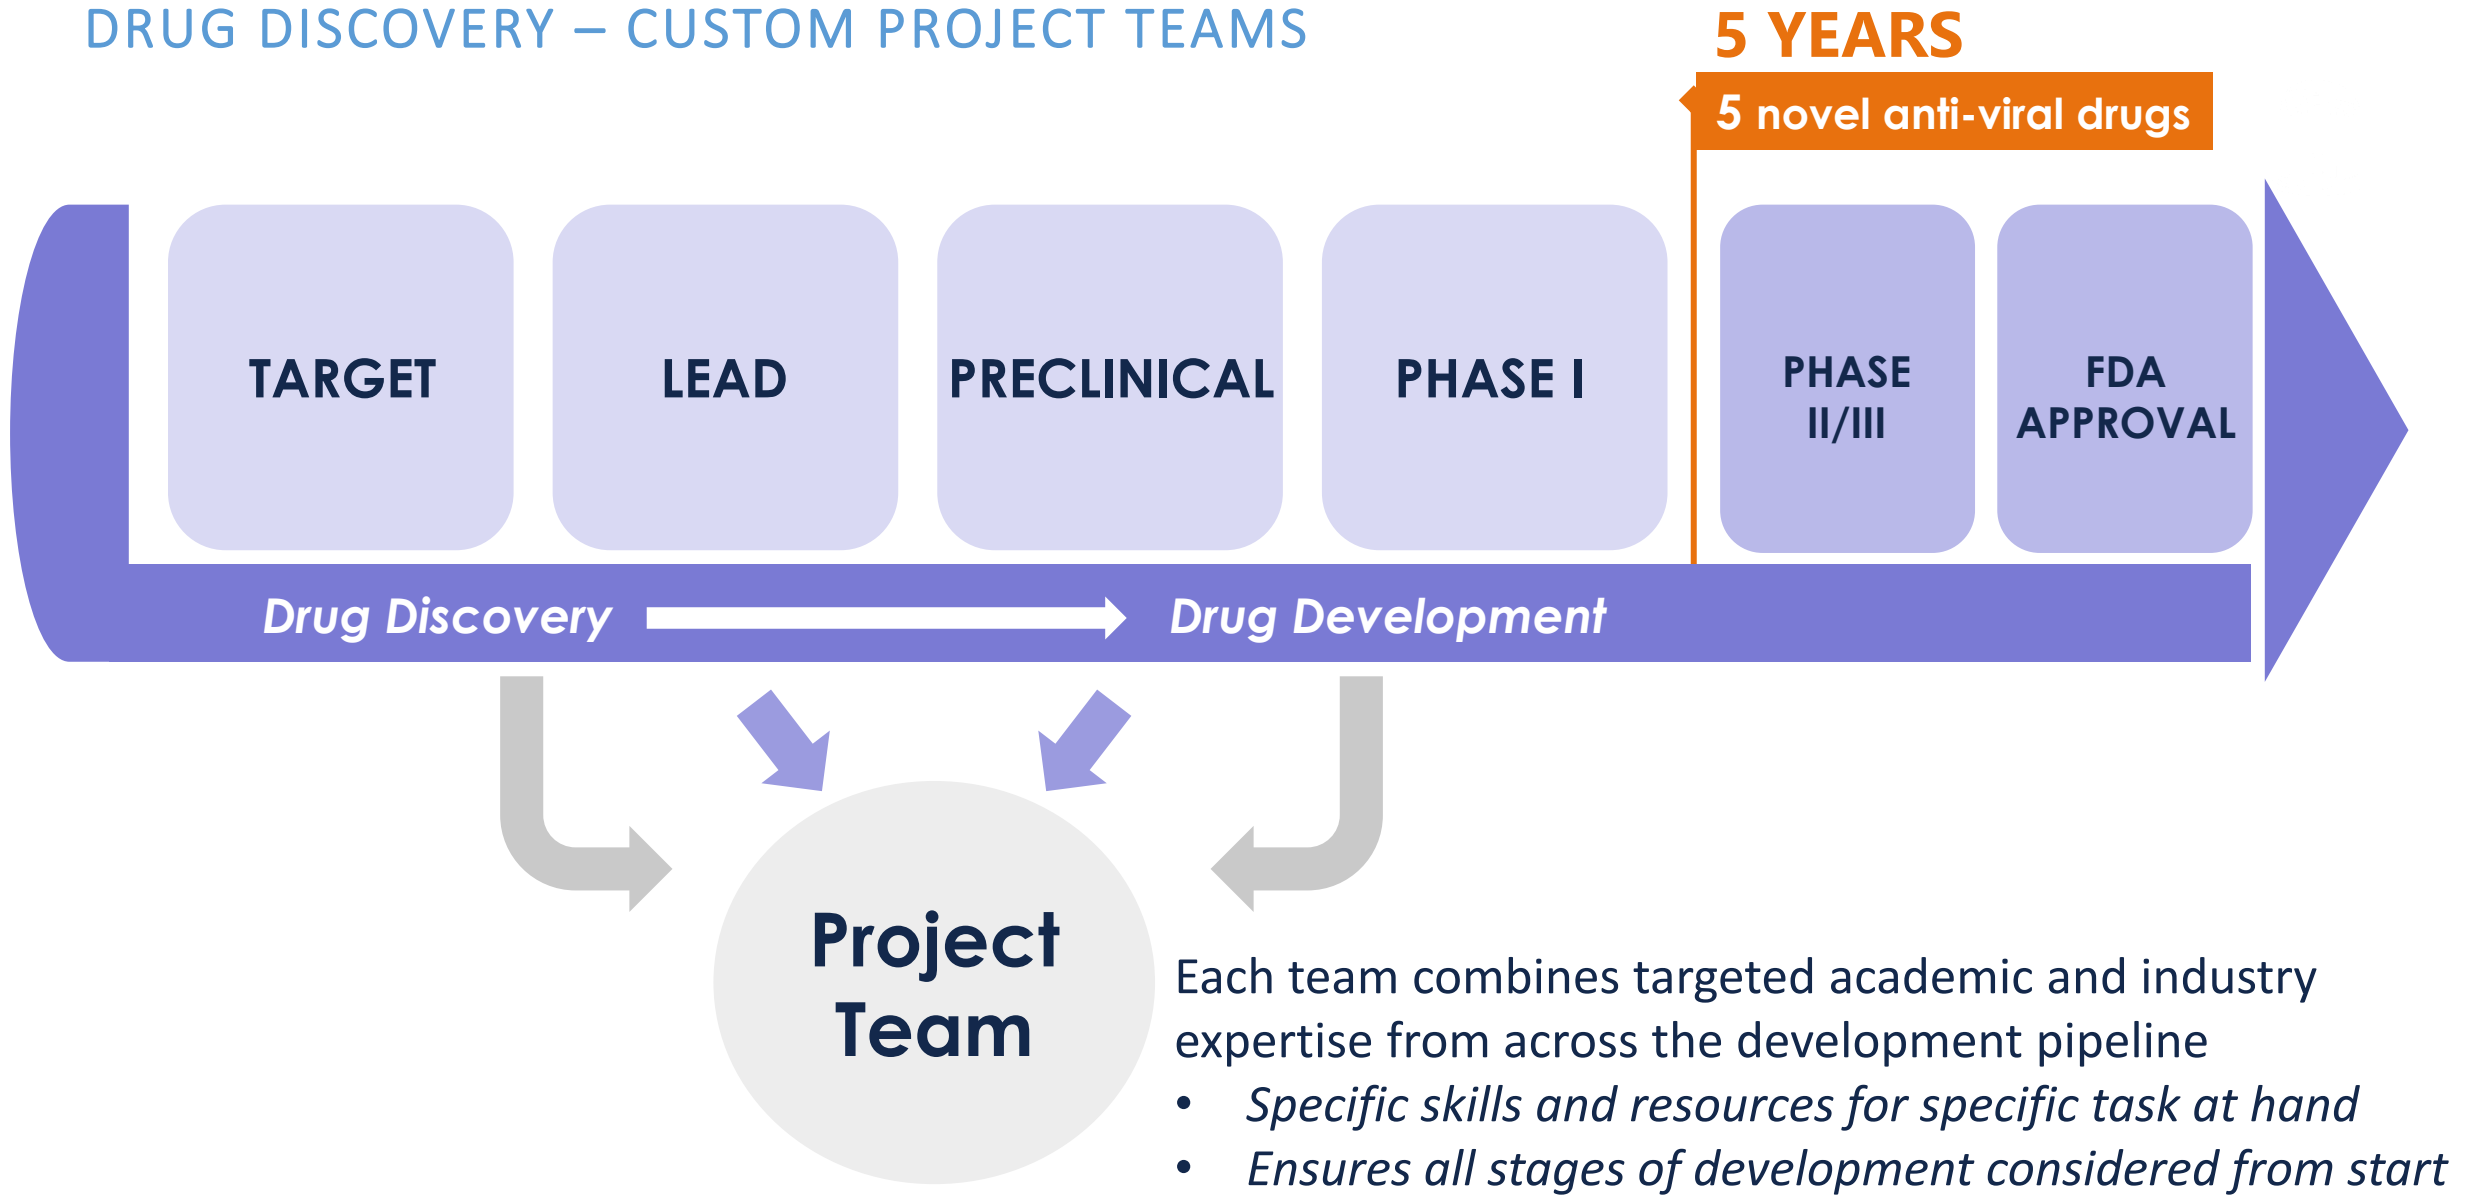 DRUG DISCOVERY – CUSTOM PROJECT TEAMS
5 YEARS
5 novel anti-viral drugs
TARGET
LEAD
PRECLINICAL
PHASE I
PHASE
II/III
FDA
APPROVAL
Drug Discovery
Drug Development
Project
Team
Each team combines targeted academic and industry
expertise from across the development pipeline
• Specific skills and resources for specific task at hand
• Ensures all stages of development considered from start